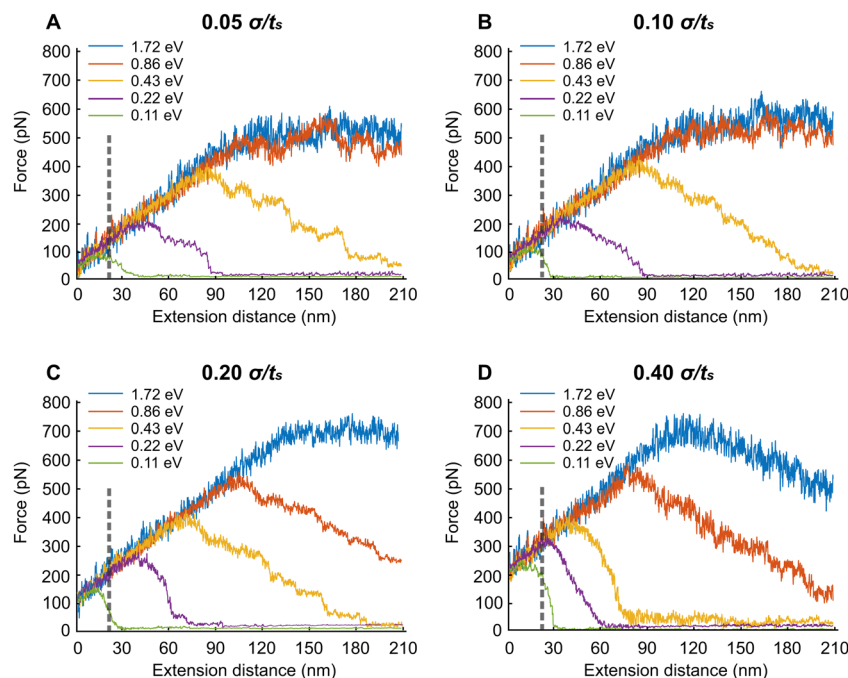 A 0.05 σ/ts
1.72 eV
0.86 eV
0.43 eV
0.22 eV
0.11 eV
Force (pN)
800
700
600
500
400
300
200
100
0
0 30 60 90 120 150 180 210
Extension distance (nm)
B 0.10 σ/ts
1.72 eV
0.86 eV
0.43 eV
0.22 eV
0.11 eV
Force (pN)
800
700
600
500
400
300
200
100
0
0 30 60 90 120 150 180 210
Extension distance (nm)
C 0.20 σ/ts
1.72 eV
0.86 eV
0.43 eV
0.22 eV
0.11 eV
Force (pN)
800
700
600
500
400
300
200
100
0
0 30 60 90 120 150 180 210
Extension distance (nm)
D 0.40 σ/ts
1.72 eV
0.86 eV
0.43 eV
0.22 eV
0.11 eV
Force (pN)
800
700
600
500
400
300
200
100
0
0 30 60 90 120 150 180 210
Extension distance (nm)